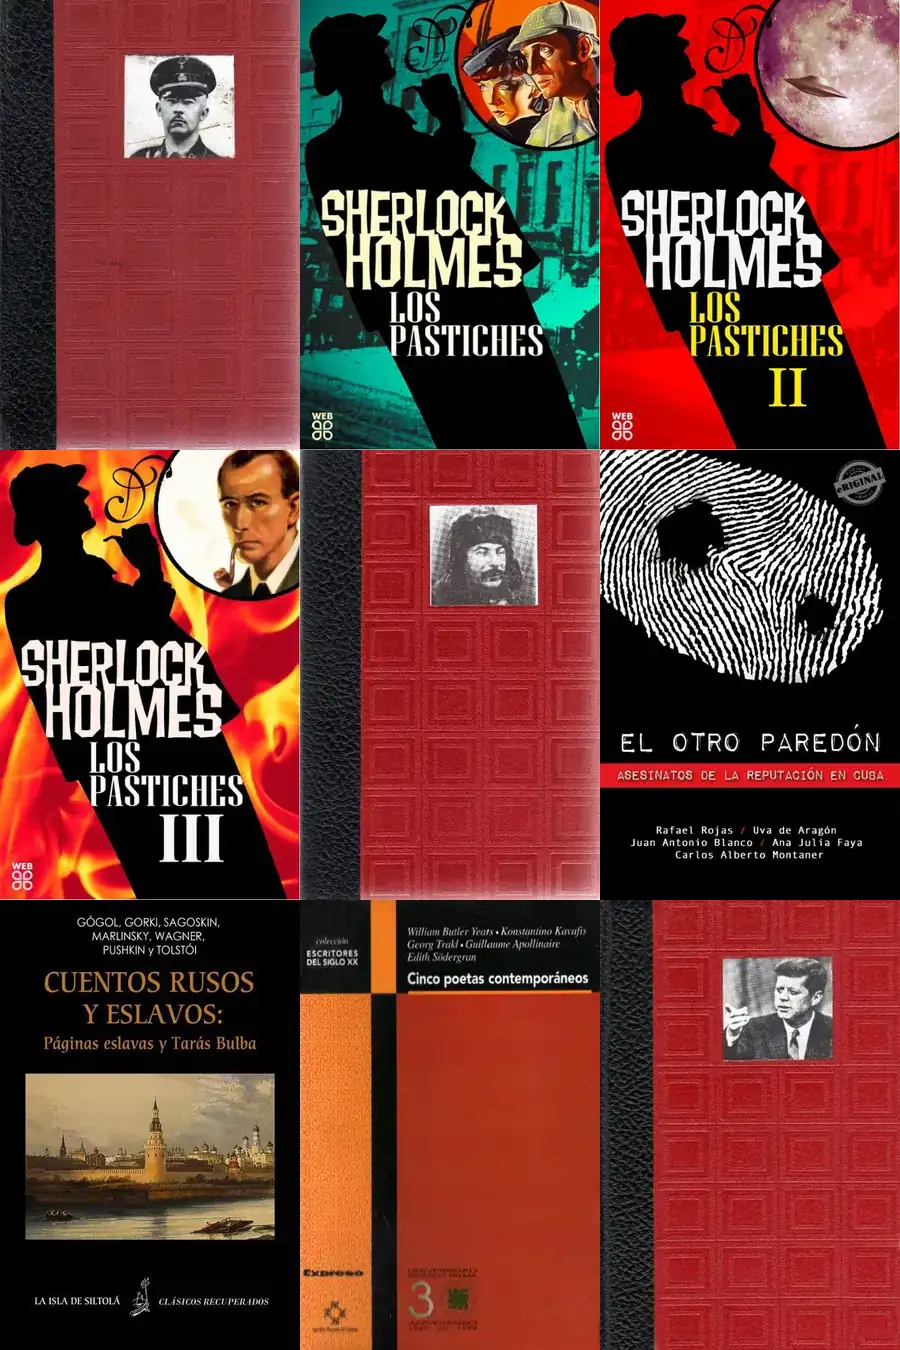 SHERLOCK
HOLMES
LOS
PASTICHES
WEB
SHERLOCK
HOLMES
LOS
PASTICHES
II
WEB
SHERLOCK
HOLMES
LOS
PASTICHES
III
WEB
ORIGINAL
EL OTRO PAREDÓN
ASESINATOS DE LA REPUTACIÓN EN CUBA
Rafael Rojas / Uva de Aragón
Juan Antonio Blanco / Ana Julia Faya
Carlos Alberto Montaner
GÓGOL, GORKI, SAGOSKIN,
MARLINSKY, WAGNER,
PUSHKIN y TOLSTÓI
CUENTOS RUSOS
Y ESLAVOS:
Páginas eslavas y Tarás Bulba
LA ISLA DE SILTOLÁ
CLÁSICOS RECUPERADOS
colección
ESCRITORES
DEL SIGLO XX
William Butler Yeats • Konstantino Kavafis
Georg Trakl • Guillaume Apollinaire
Edith Södergran
Cinco poetas contemporáneos
Expreso
UNIVERSIDAD
RICARDO PALMA
3
ANIVERSARIO